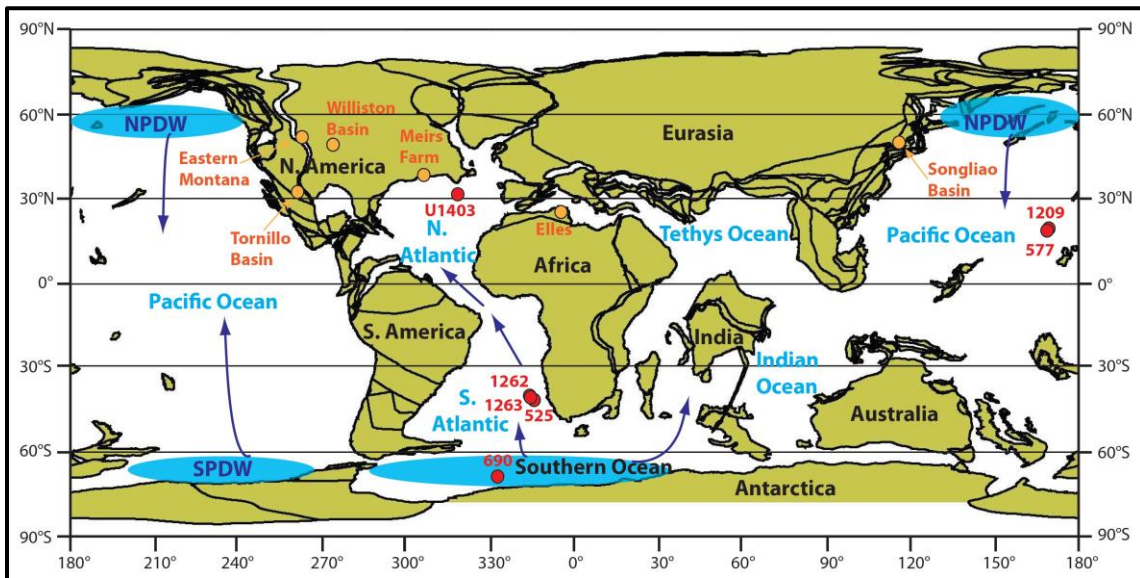 90°N
90°N
60°N
NPDW
Williston
Basin
Meirs
Farm
Eurasia
NPDW
60°N
Eastern
Montana
N. America
Songliao
Basin
30°N
30°N
U1403
Tornillo
Basin
N.
Atlantic
Elles
Tethys Ocean
Pacific Ocean
1209
577
Africa
0°
0°
Pacific Ocean
S. America
India
Indian
Ocean
30°S
30°S
1262
1263
525
S.
Atlantic
Australia
60°S
60°S
SPDW
690
Southern Ocean
Antarctica
90°S
90°S
180°
210°
240°
270°
300°
330°
0°
30°
60°
90°
120°
150°
180°